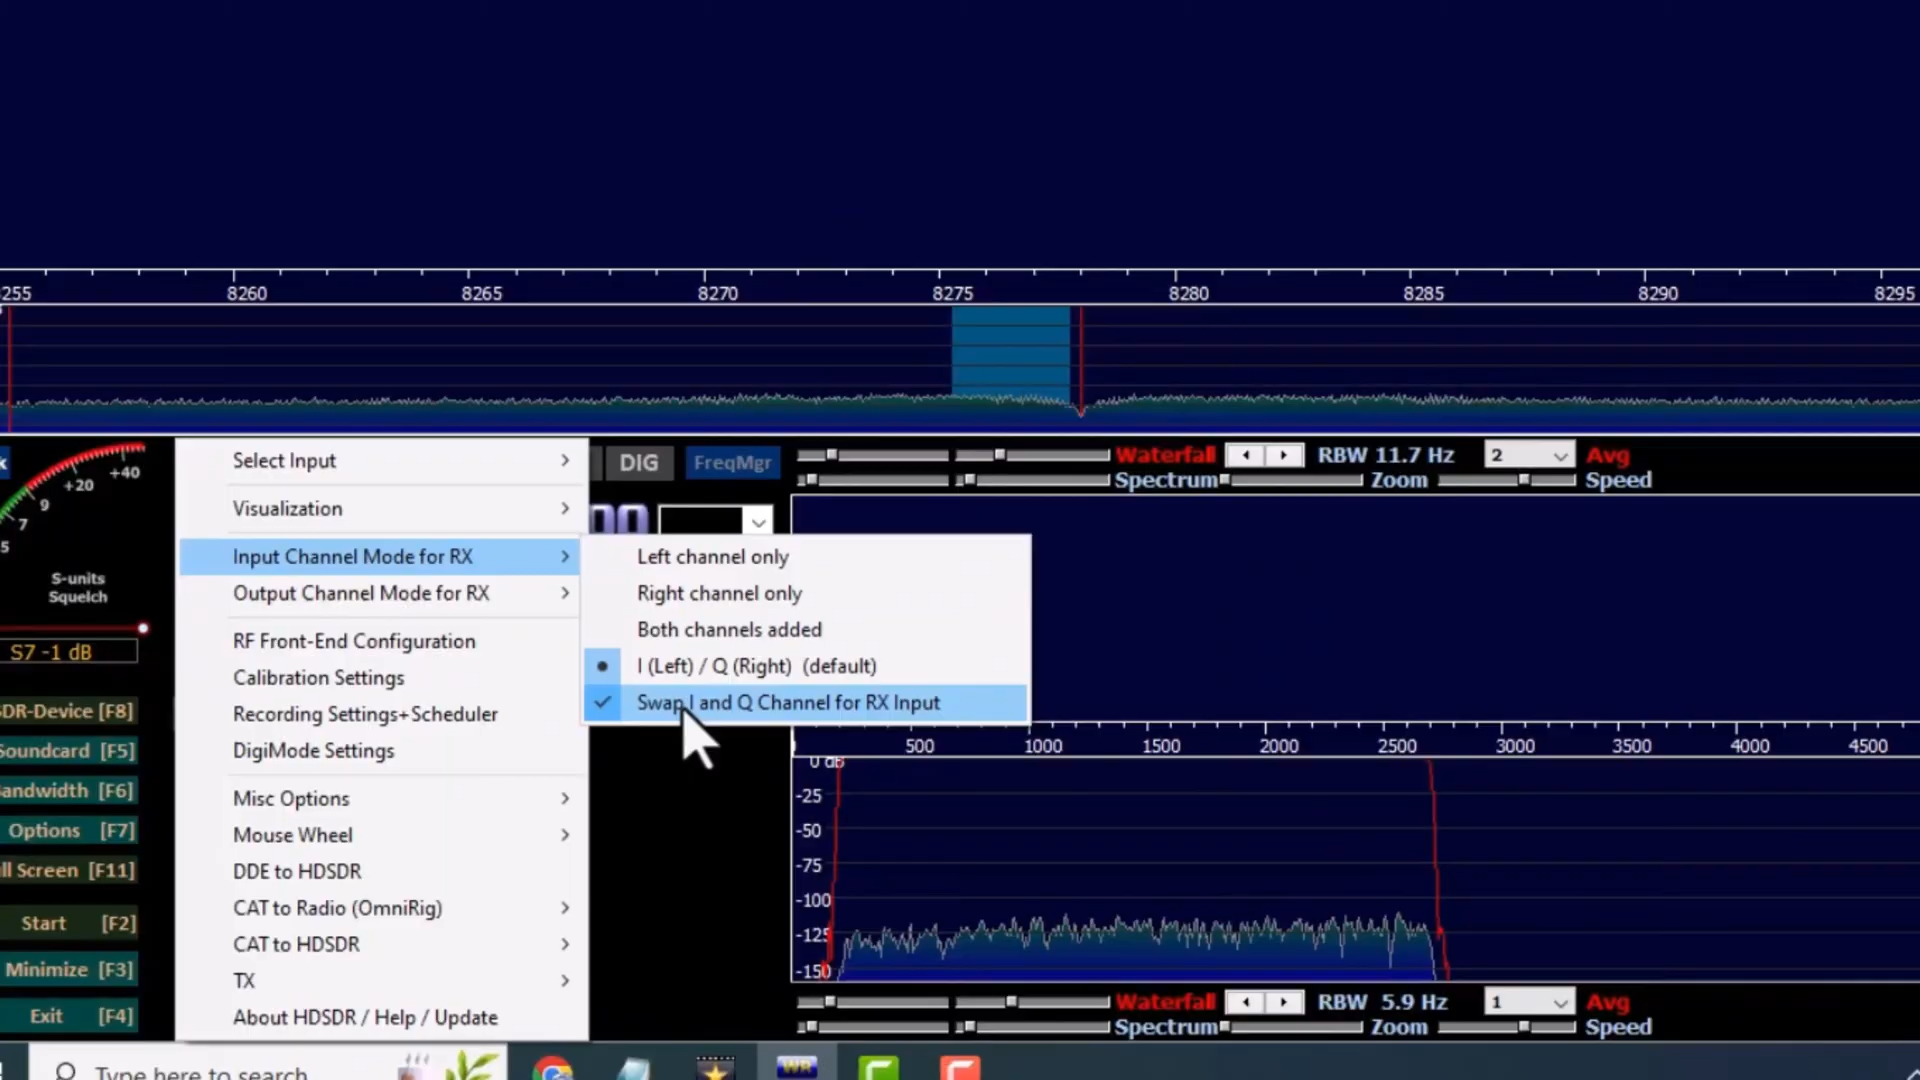 255 8260 8265 8270 8275 8280 8285 8290 8295
k
+40
+20
9
7
5
S-units
Squelch
S7 -1 dB
DR-Device [F8]
Soundcard [F5]
andwidth [F6]
Options [F7]
ll Screen [F11]
Start [F2]
Minimize [F3]
Exit [F4]
Select Input
Visualization
Input Channel Mode for RX
Output Channel Mode for RX
RF Front-End Configuration
Calibration Settings
Recording Settings+Scheduler
DigiMode Settings
Misc Options
Mouse Wheel
DDE to HDSDR
CAT to Radio (OmniRig)
CAT to HDSDR
TX
About HDSDR / Help / Update
DIG FreqMgr
Left channel only
Right channel only
Both channels added
I (Left) / Q (Right) (default)
Swap I and Q Channel for RX Input
Waterfall RBW 11.7 Hz 2 Avg
Spectrum Zoom Speed
500 1000 1500 2000 2500 3000 3500 4000 4500
0 dB
-25
-50
-75
-100
-125
-150
Waterfall RBW 5.9 Hz 1 Avg
Spectrum Zoom Speed
Type here to search
WR